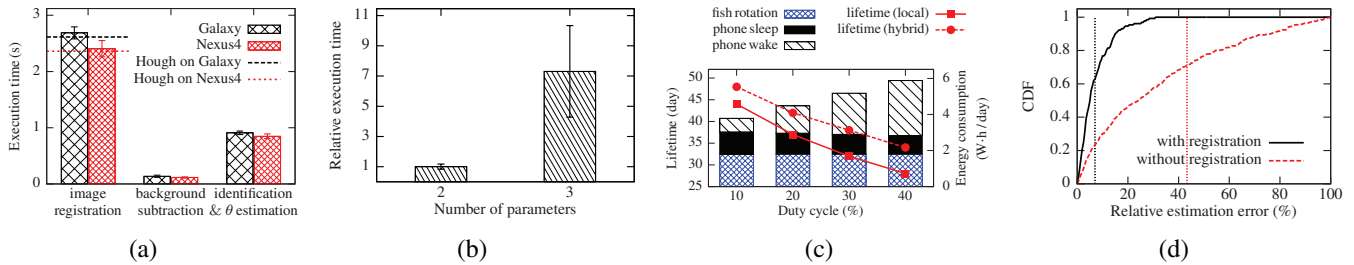 Execution time (s)
3
2
1
0
Galaxy
Nexus4
Hough on Galaxy
Hough on Nexus4
image registration
background subtraction
identification & θ estimation
(a)
Relative execution time
11
9
7
5
3
1
2 3
Number of parameters
(b)
fish rotation
phone sleep
phone wake
lifetime (local)
lifetime (hybrid)
Lifetime (day)
50
45
40
35
30
25
6
4
2
0
Energy consumption
(W·h/day)
10 20 30 40
Duty cycle (%)
(c)
CDF
1
0.8
0.6
0.4
0.2
0
with registration
without registration
0 20 40 60 80 100
Relative estimation error (%)
(d)